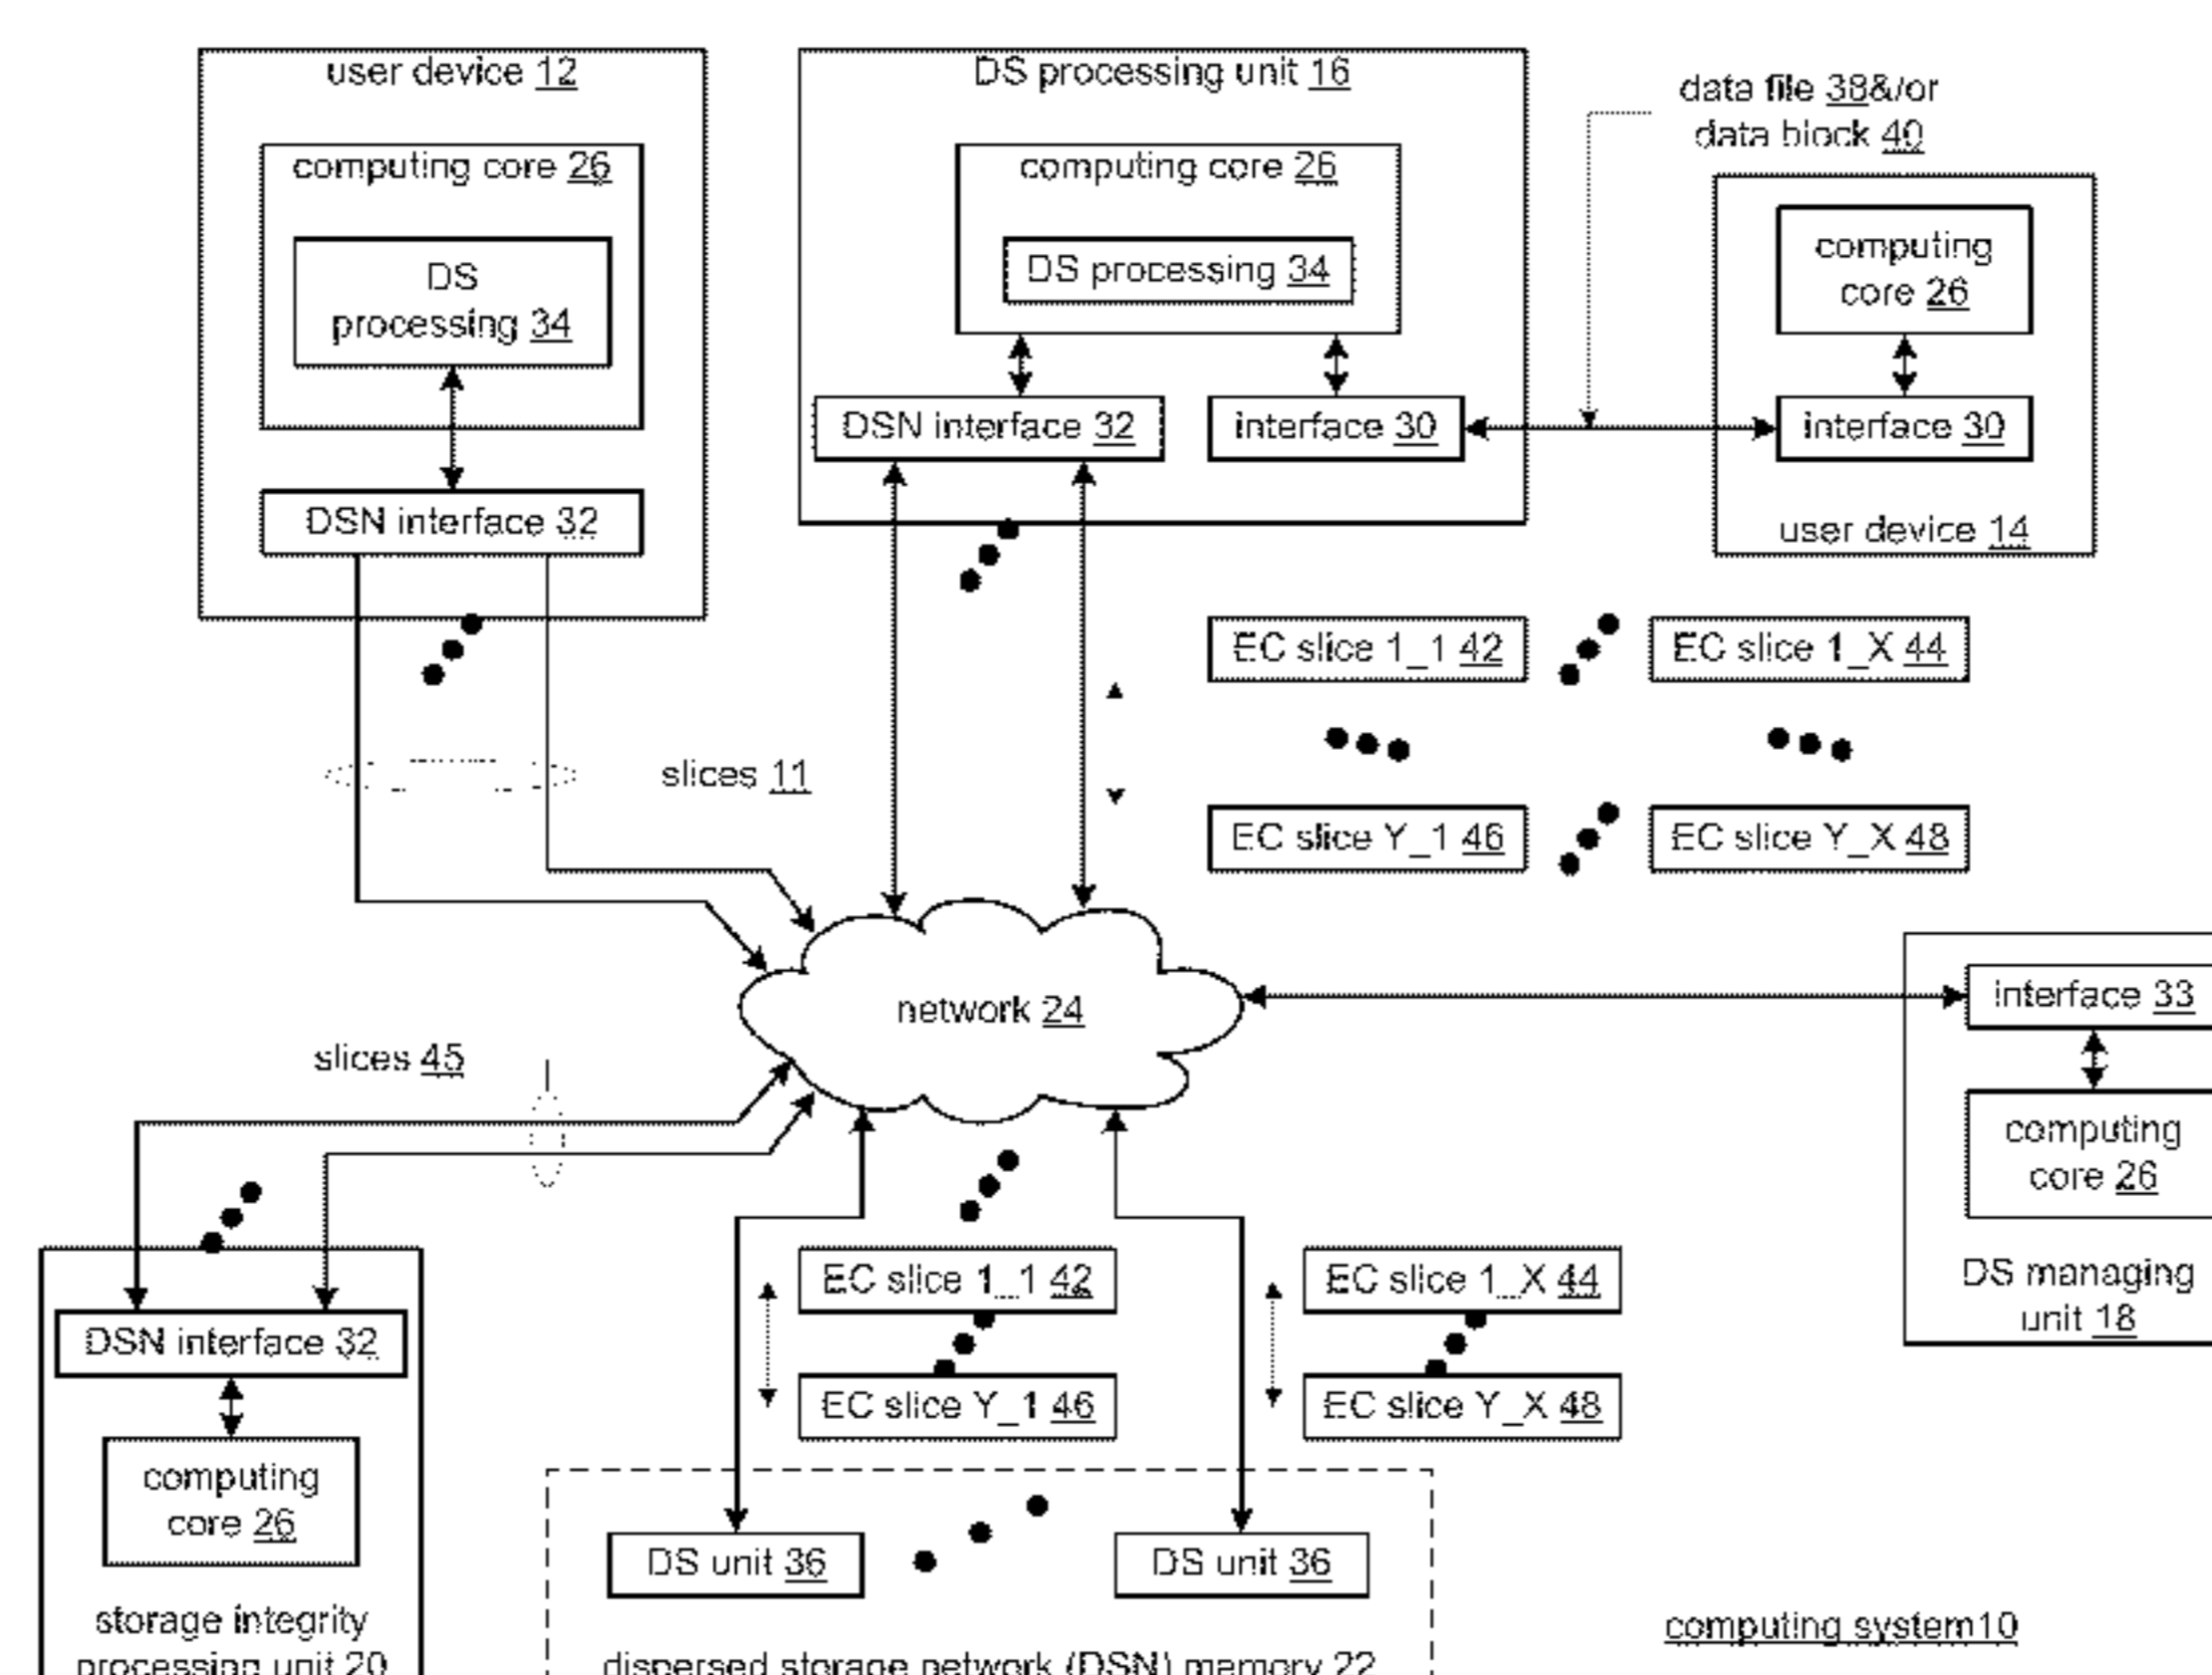 user device 12
computing core 26
DS
processing 34
DSN interface 32
DS processing unit 16
computing core 26
DS processing 34
DSN interface 32
interface 30
data file 38&/or
data block 40
computing
core 26
interface 30
user device 14
EC slice 1_1 42
EC slice 1_X 44
slices 11
EC slice Y_1 46
EC slice Y_X 48
network 24
interface 33
computing
core 26
DS managing
unit 18
slices 45
DSN interface 32
computing
core 26
storage integrity
processing unit 20
EC slice 1_1 42
EC slice 1_X 44
EC slice Y_1 46
EC slice Y_X 48
DS unit 36
DS unit 36
dispersed storage network (DSN) memory 22
computing system10